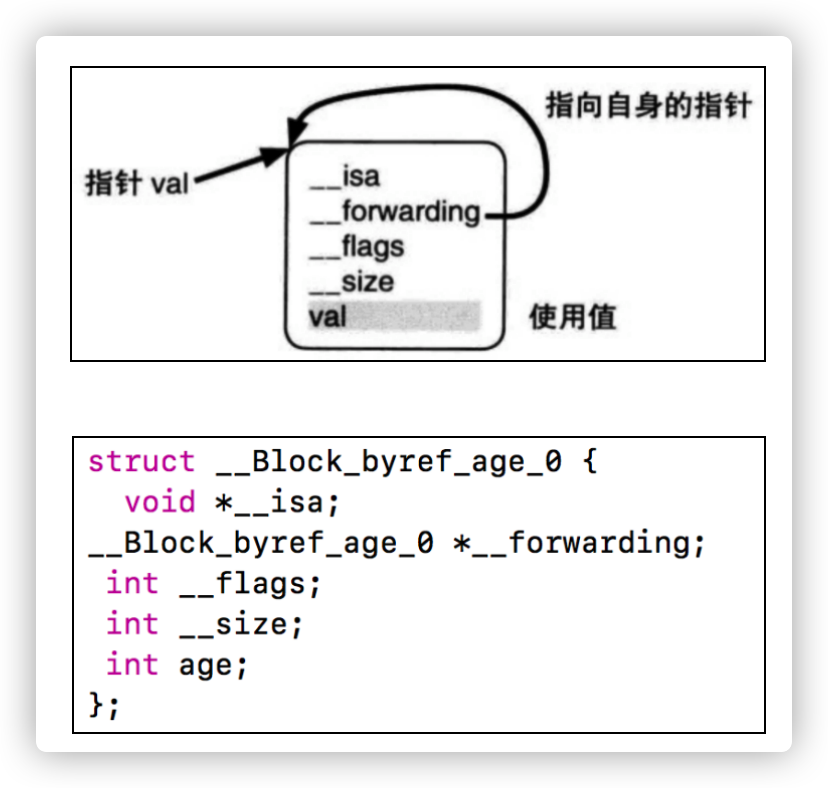 指向自身的指针
指针 val
__isa
__forwarding
__flags
__size
val
使用值
struct __Block_byref_age_0 {
void *__isa;
__Block_byref_age_0 *__forwarding;
int __flags;
int __size;
int age;
};